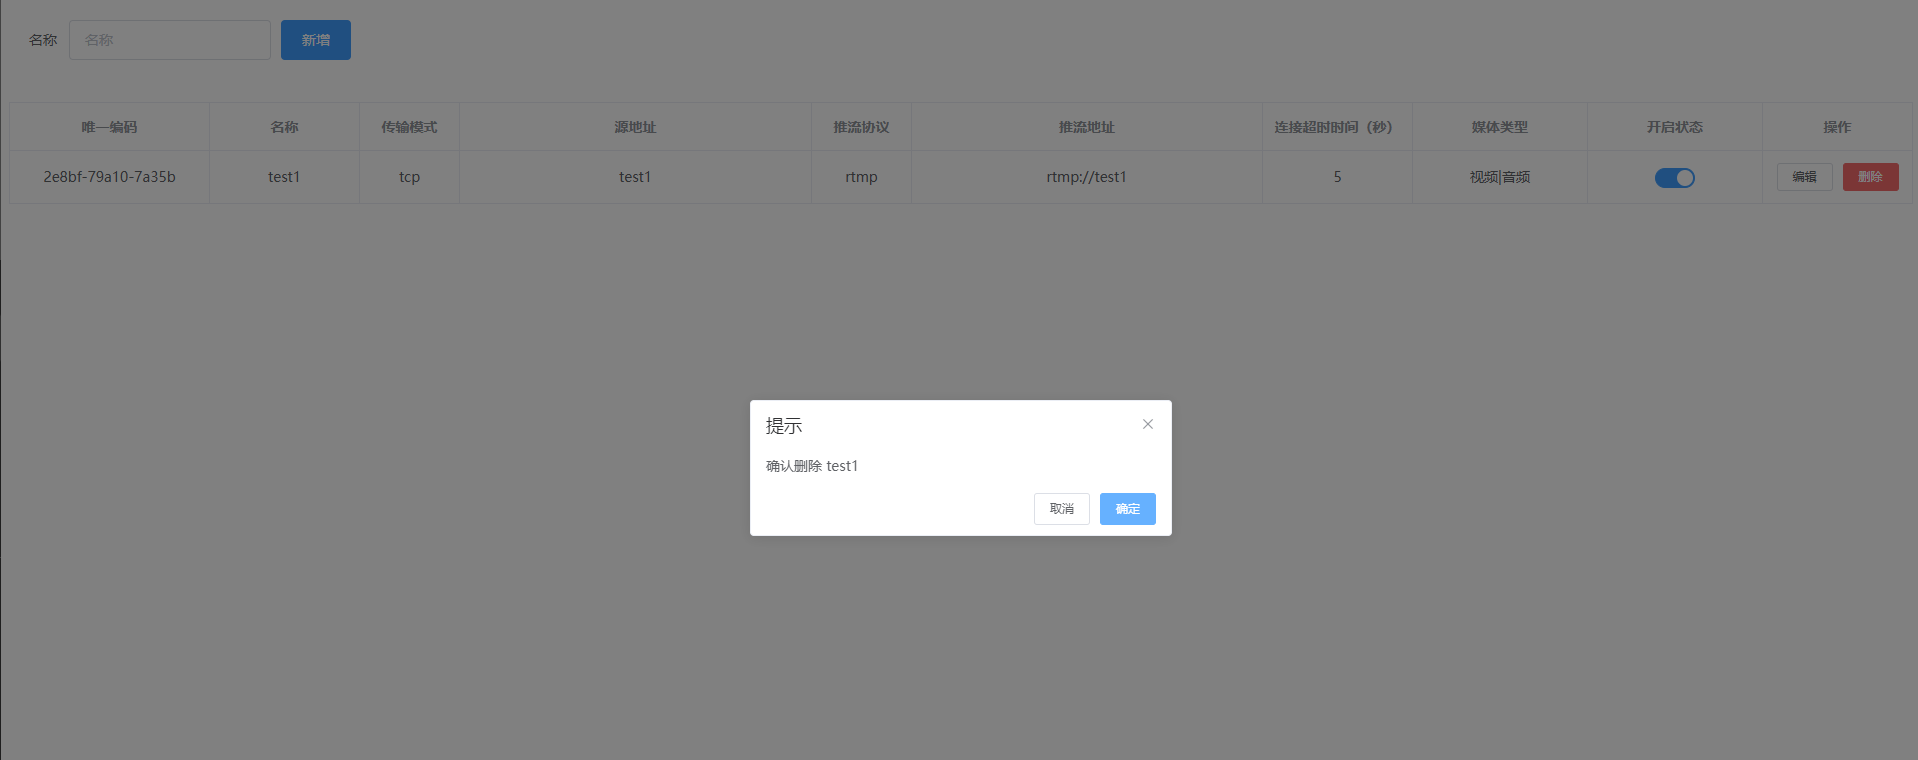 名称 名称 新增
唯一编码 名称 传输模式 源地址 推流协议 推流地址 连接超时时间（秒） 媒体类型 开启状态 操作
2e8bf-79a10-7a35b test1 tcp test1 rtmp rtmp://test1 5 视频|音频 编辑 删除
提示
确认删除 test1
取消 确定